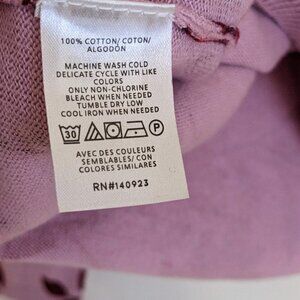 100% COTTON/ COTON/
ALGODÓN
MACHINE WASH COLD
DELICATE CYCLE WITH LIKE
COLORS
ONLY NON-CHLORINE
BLEACH WHEN NEEDED
TUMBLE DRY LOW
COOL IRON WHEN NEEDED
30
AVEC DES COULEURS
SEMBLABLES/ CON
COLORES SIMILARES
RN#140923